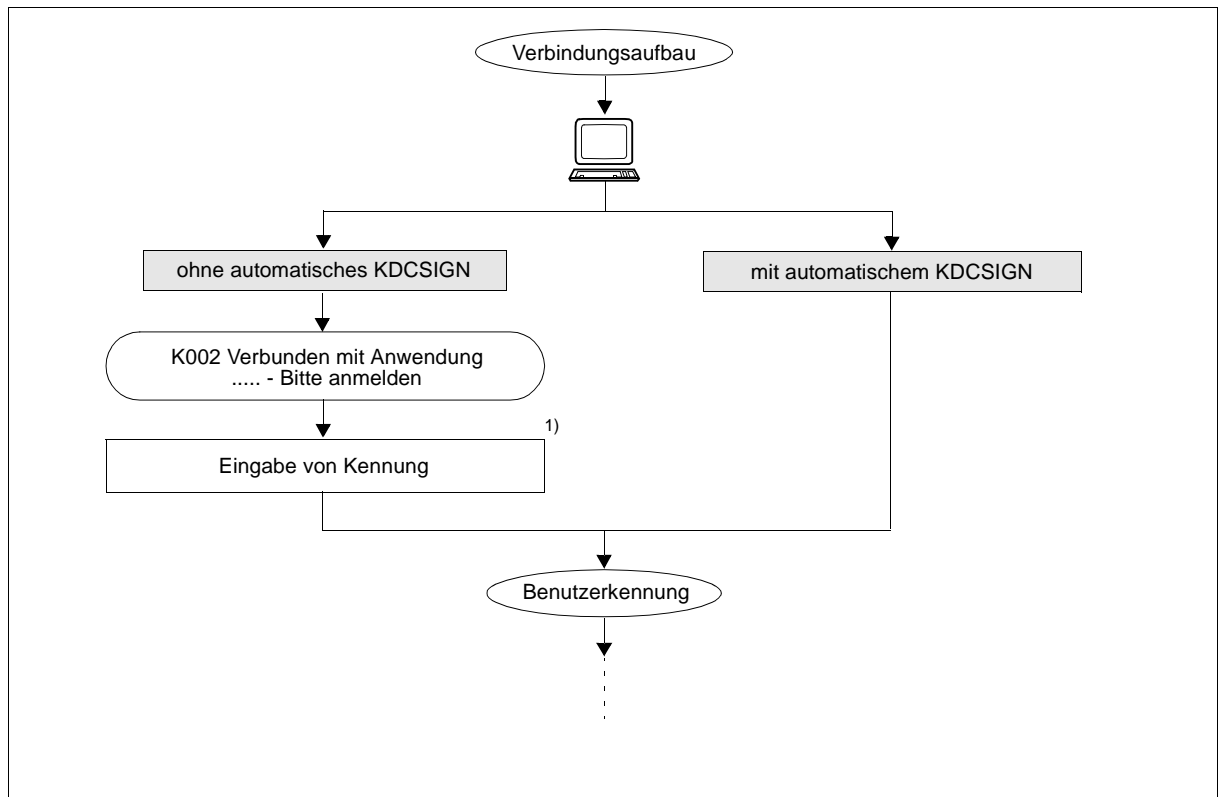 Verbindungsaufbau
ohne automatisches KDCSIGN
mit automatischem KDCSIGN
K002 Verbunden mit Anwendung
..... - Bitte anmelden
1)
Eingabe von Kennung
Benutzerkennung